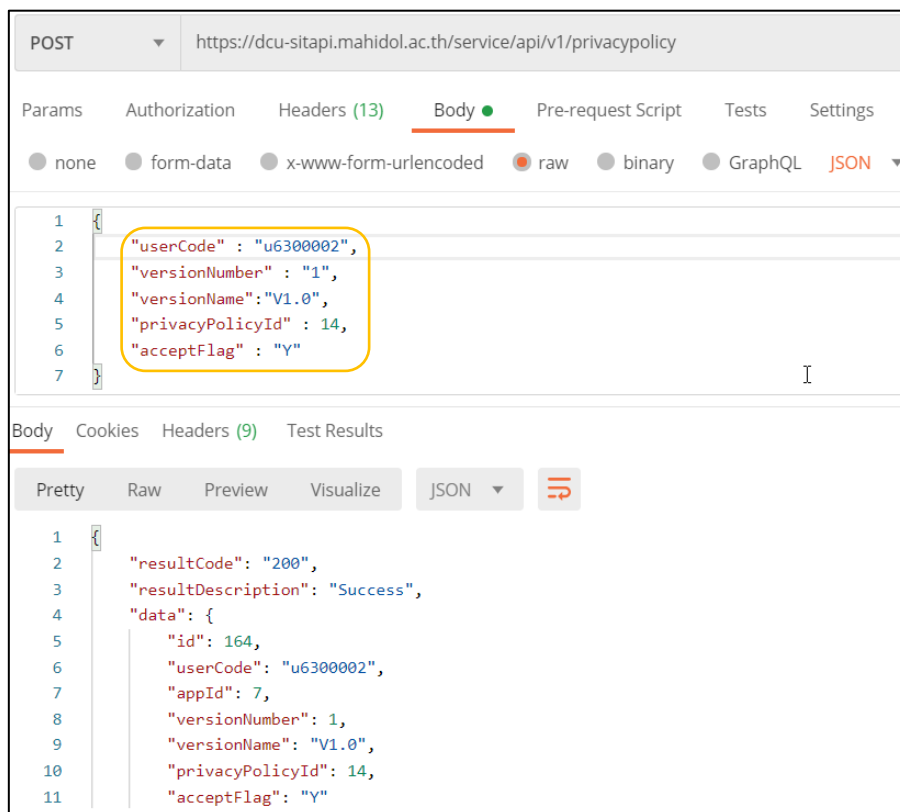 POST https://dcu-sitapi.mahidol.ac.th/service/api/v1/privacypolicy
Params Authorization Headers (13) Body Pre-request Script Tests Settings
none form-data x-www-form-urlencoded raw binary GraphQL JSON
1 {
2 "userCode" : "u6300002",
3 "versionNumber" : "1",
4 "versionName":"V1.0",
5 "privacyPolicyId" : 14,
6 "acceptFlag" : "Y"
7 }
Body Cookies Headers (9) Test Results
Pretty Raw Preview Visualize JSON
1 {
2 "resultCode": "200",
3 "resultDescription": "Success",
4 "data": {
5 "id": 164,
6 "userCode": "u6300002",
7 "appId": 7,
8 "versionNumber": 1,
9 "versionName": "V1.0",
10 "privacyPolicyId": 14,
11 "acceptFlag": "Y"